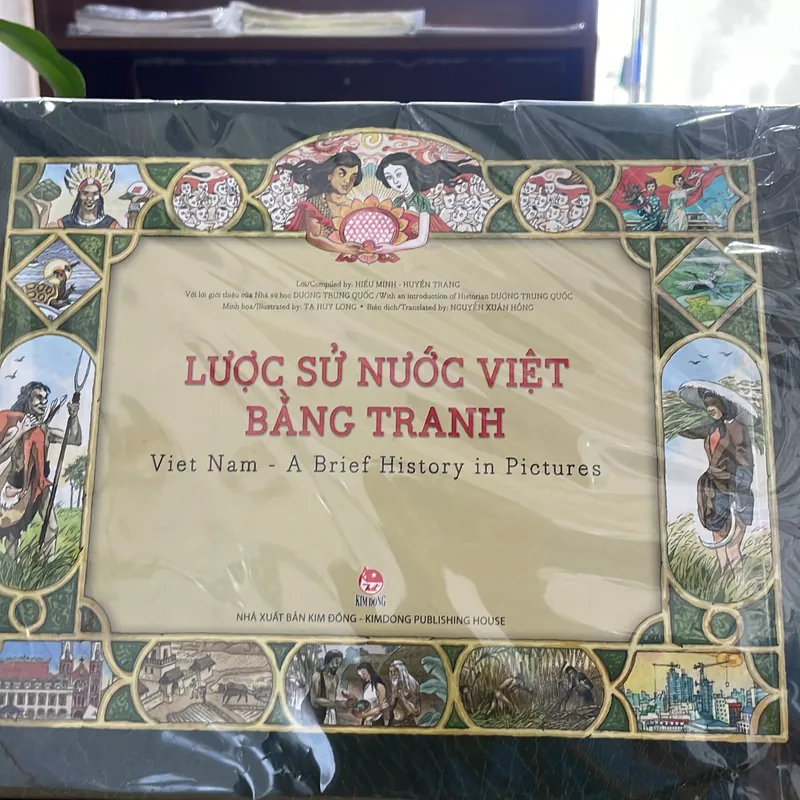 Lời/Compiled by: HIẾU MINH - HUYỀN TRANG
Với lời giới thiệu của Nhà sử học DƯƠNG TRUNG QUỐC /With an introduction of Historian DƯƠNG TRUNG QUỐC
Minh họa/Illustrated by: TẠ HUY LONG • Biên dịch/Translated by: NGUYỄN XUÂN HỒNG
LƯỢC SỬ NƯỚC VIỆT
BẰNG TRANH
Viet Nam - A Brief History in Pictures
KIM ĐỒNG
NHÀ XUẤT BẢN KIM ĐỒNG - KIMDONG PUBLISHING HOUSE